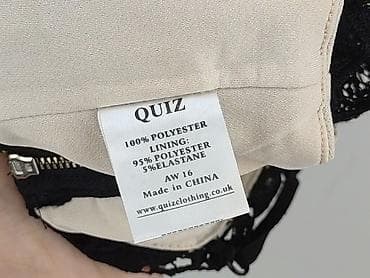 QUIZ
100% POLYESTER
LINING:
95% POLYESTER
5%ELASTANE
AW 16
Made in CHINA
www.quizclothing.co.uk